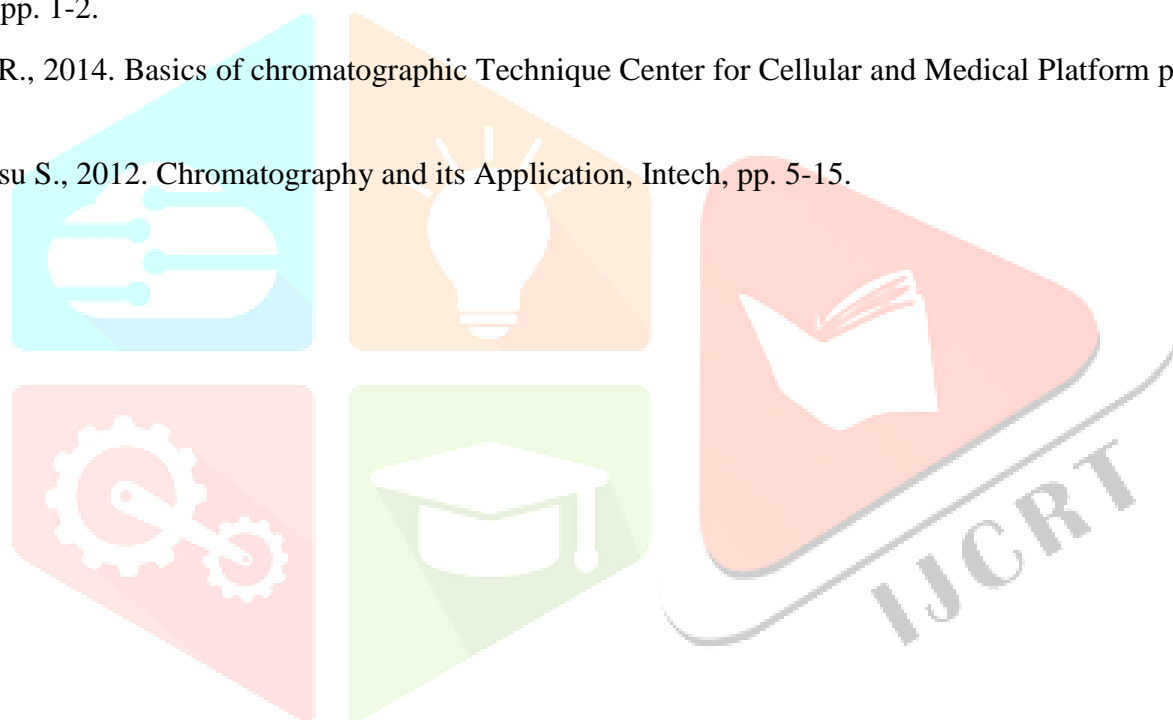 pp. 1-2.
R., 2014. Basics of chromatographic Technique Center for Cellular and Medical Platform p
su S., 2012. Chromatography and its Application, Intech, pp. 5-15.
IJCRT